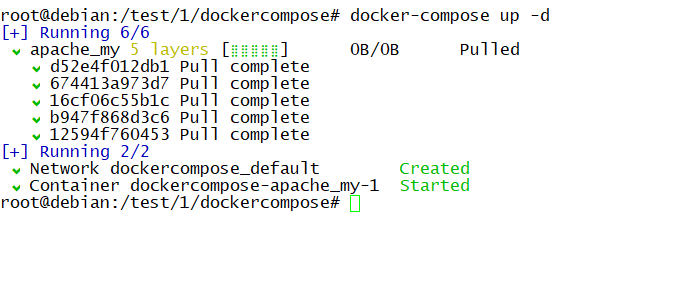 root@debian:/test/1/dockercompose# docker-compose up -d
[+] Running 6/6
✔ apache_my 5 layers [⣿⣿⣿⣿⣿] 0B/0B Pulled
✔ d52e4f012db1 Pull complete
✔ 674413a973d7 Pull complete
✔ 16cf06c55b1c Pull complete
✔ b947f868d3c6 Pull complete
✔ 12594f760453 Pull complete
[+] Running 2/2
✔ Network dockercompose_default Created
✔ Container dockercompose-apache_my-1 Started
root@debian:/test/1/dockercompose#